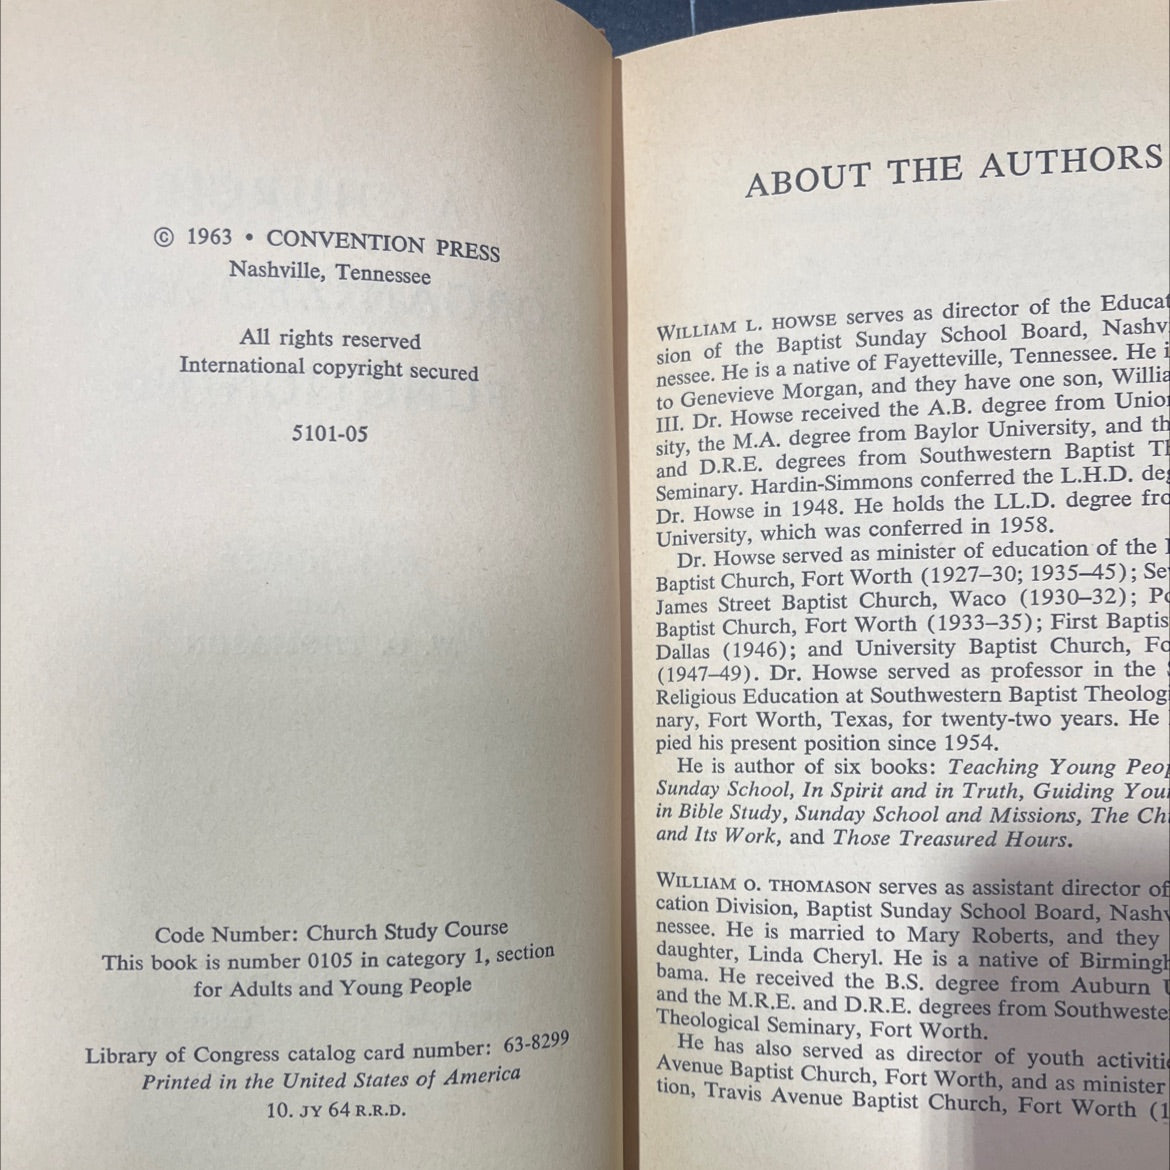 © 1963 • CONVENTION PRESS
Nashville, Tennessee
All rights reserved
International copyright secured
5101-05
Code Number: Church Study Course
This book is number 0105 in category 1, section
for Adults and Young People
Library of Congress catalog card number: 63-8299
Printed in the United States of America
10. JY 64 R.R.D.
ABOUT THE AUTHORS
WILLIAM L. HOWSE serves as director of the Educat
sion of the Baptist Sunday School Board, Nashv
nessee. He is a native of Fayetteville, Tennessee. He i
to Genevieve Morgan, and they have one son, Willia
III. Dr. Howse received the A.B. degree from Union
sity, the M.A. degree from Baylor University, and th
and D.R.E. degrees from Southwestern Baptist Th
Seminary. Hardin-Simmons conferred the L.H.D. deg
Dr. Howse in 1948. He holds the LL.D. degree fro
University, which was conferred in 1958.
Dr. Howse served as minister of education of the
Baptist Church, Fort Worth (1927–30; 1935–45); Se
James Street Baptist Church, Waco (1930–32); Po
Baptist Church, Fort Worth (1933–35); First Baptis
Dallas (1946); and University Baptist Church, Fo
(1947–49). Dr. Howse served as professor in the
Religious Education at Southwestern Baptist Theolog
nary, Fort Worth, Texas, for twenty-two years. He
pied his present position since 1954.
He is author of six books: Teaching Young Peop
Sunday School, In Spirit and in Truth, Guiding You
in Bible Study, Sunday School and Missions, The Ch
and Its Work, and Those Treasured Hours.
WILLIAM O. THOMASON serves as assistant director of
cation Division, Baptist Sunday School Board, Nashv
nessee. He is married to Mary Roberts, and they
daughter, Linda Cheryl. He is a native of Birmingh
bama. He received the B.S. degree from Auburn U
and the M.R.E. and D.R.E. degrees from Southweste
Theological Seminary, Fort Worth.
He has also served as director of youth activitie
Avenue Baptist Church, Fort Worth, and as minister
tion, Travis Avenue Baptist Church, Fort Worth (1